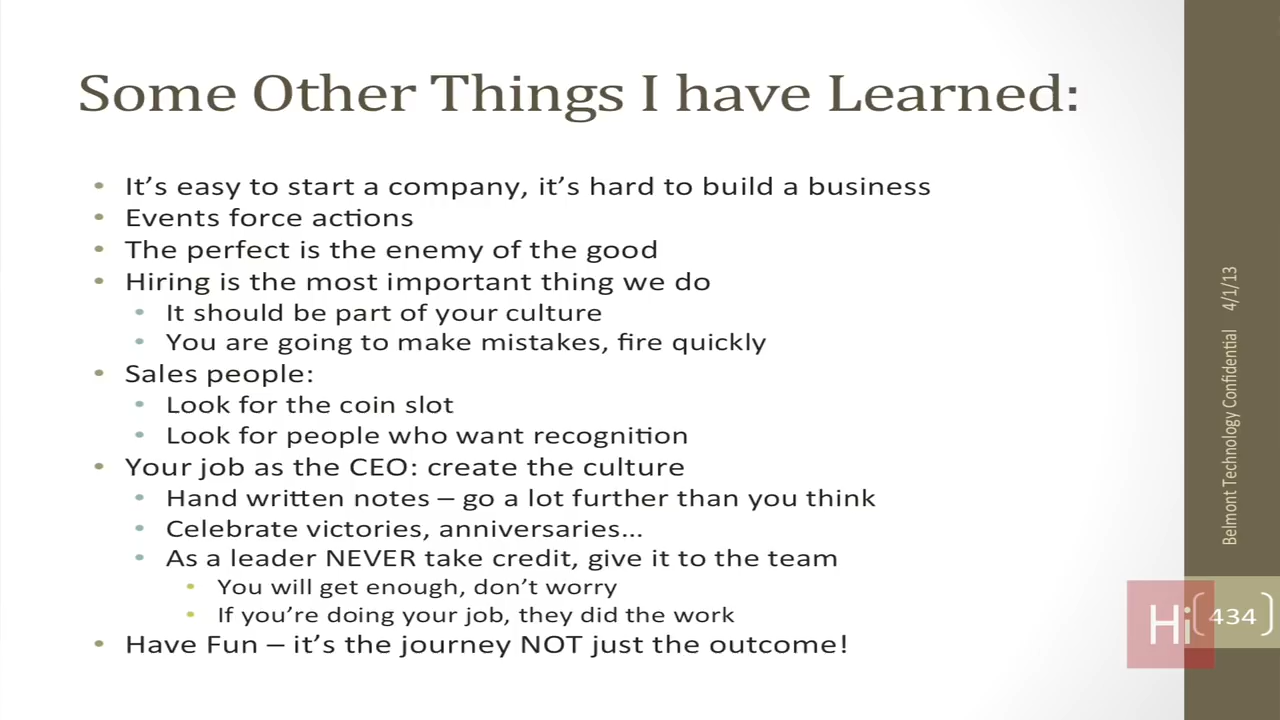 Some Other Things I have Learned:
• It's easy to start a company, it's hard to build a business
• Events force actions
• The perfect is the enemy of the good
• Hiring is the most important thing we do
• It should be part of your culture
• You are going to make mistakes, fire quickly
• Sales people:
• Look for the coin slot
• Look for people who want recognition
• Your job as the CEO: create the culture
• Hand written notes – go a lot further than you think
• Celebrate victories, anniversaries...
• As a leader NEVER take credit, give it to the team
• You will get enough, don't worry
• If you're doing your job, they did the work
• Have Fun – it's the journey NOT just the outcome!
Belmont Technology Confidential 4/1/13
Hi
434